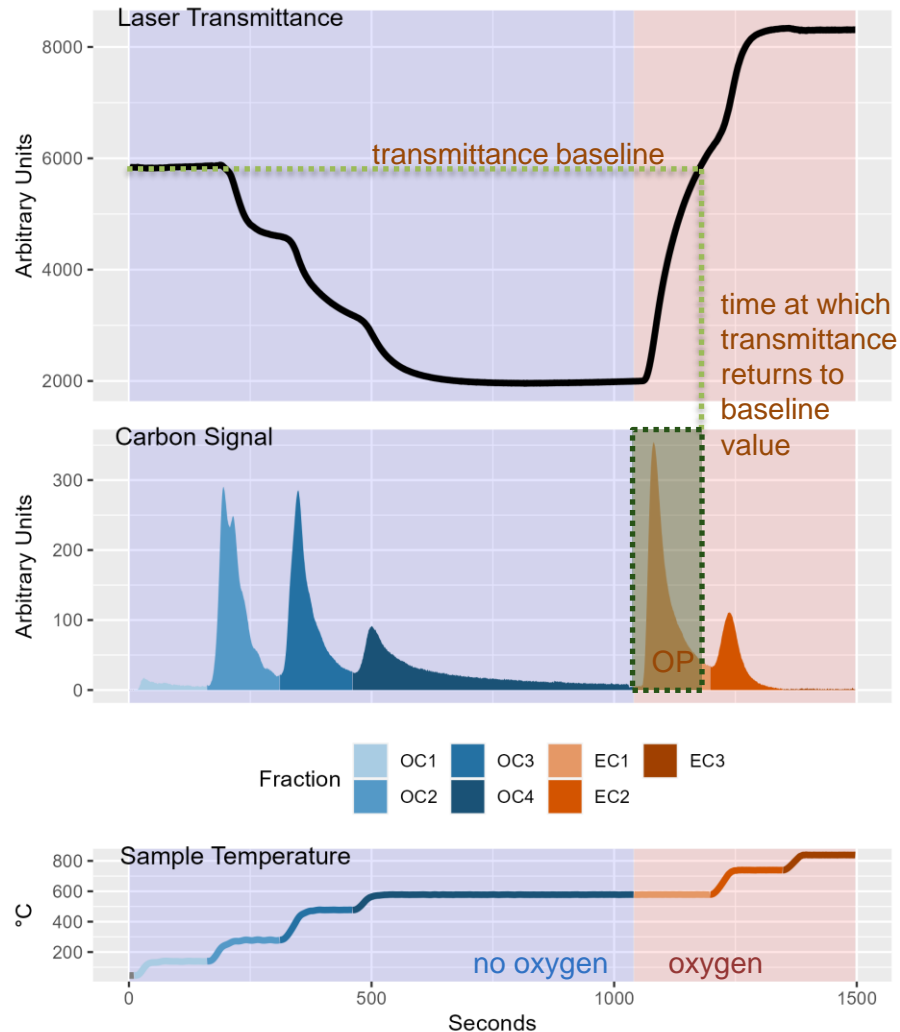 Laser Transmittance
8000
6000
4000
2000
Arbitrary Units
transmittance baseline
time at which
transmittance
returns to
baseline
value
Carbon Signal
300
200
100
0
Arbitrary Units
OP
Fraction
OC1 OC3 EC1 EC3
OC2 OC4 EC2
Sample Temperature
800
600
400
200
°C
no oxygen oxygen
0 500 1000 1500
Seconds